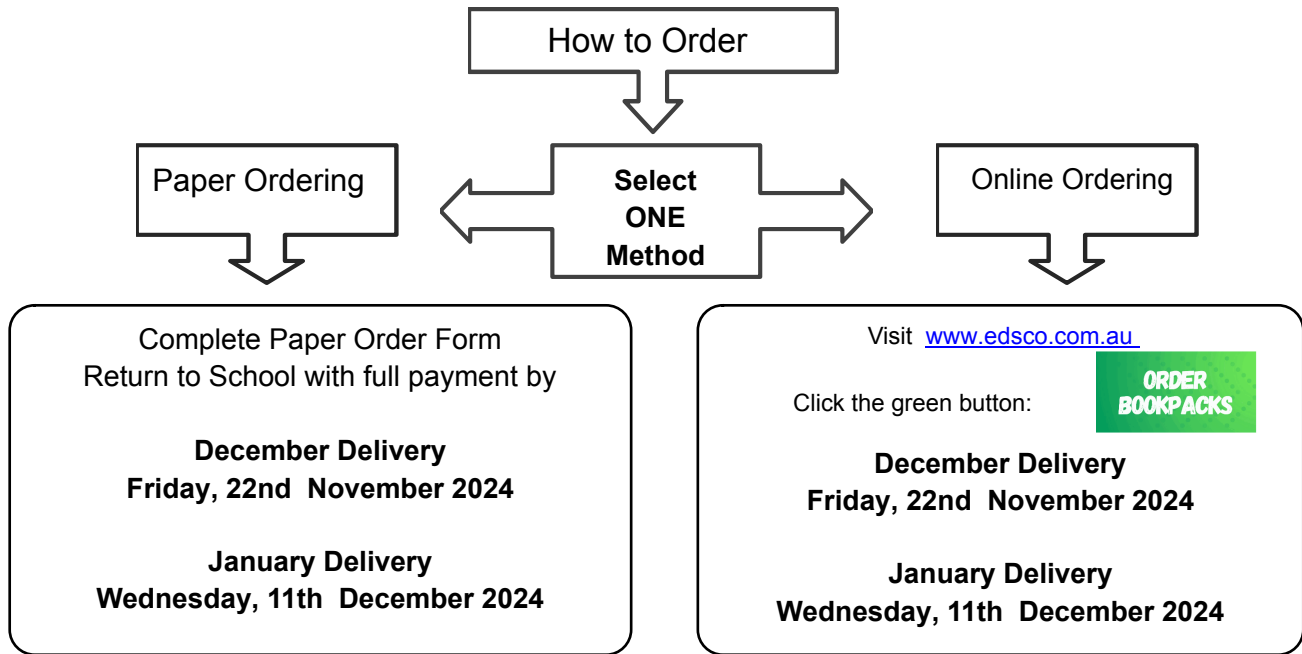 How to Order
Paper Ordering
Select
ONE
Method
Online Ordering
Complete Paper Order Form
Return to School with full payment by
December Delivery
Friday, 22nd November 2024
January Delivery
Wednesday, 11th December 2024
Visit www.edsco.com.au
Click the green button:
ORDER
BOOKPACKS
December Delivery
Friday, 22nd November 2024
January Delivery
Wednesday, 11th December 2024